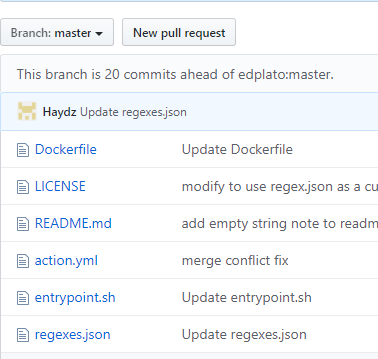 Branch: master New pull request
This branch is 20 commits ahead of edplato:master.
Haydz Update regexes.json
Dockerfile Update Dockerfile
LICENSE modify to use regex.json as a cu
README.md add empty string note to readm
action.yml merge conflict fix
entrypoint.sh Update entrypoint.sh
regexes.json Update regexes.json